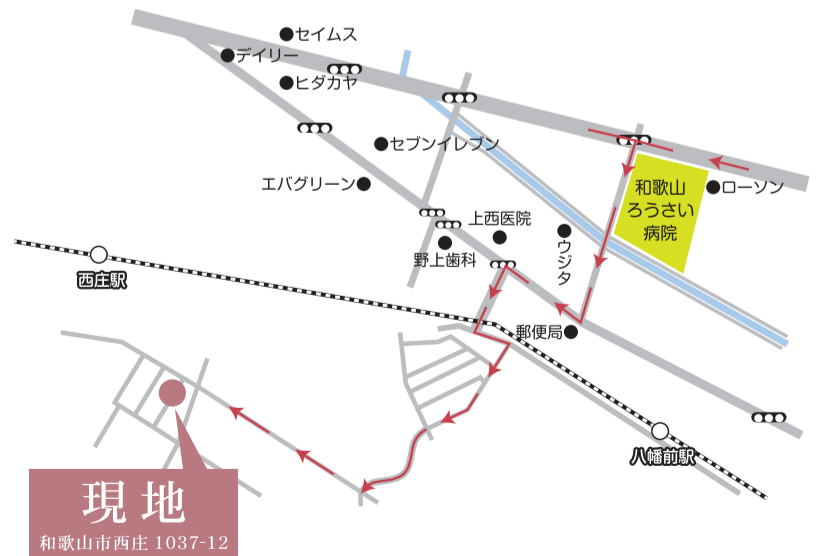 セイムス
デイリー
ヒダカヤ
セブンイレブン
エバグリーン
和歌山
ろうさい
病院
ローソン
上西医院
野上歯科
ウジタ
西庄駅
郵便局
八幡前駅
現地
和歌山市西庄 1037-12